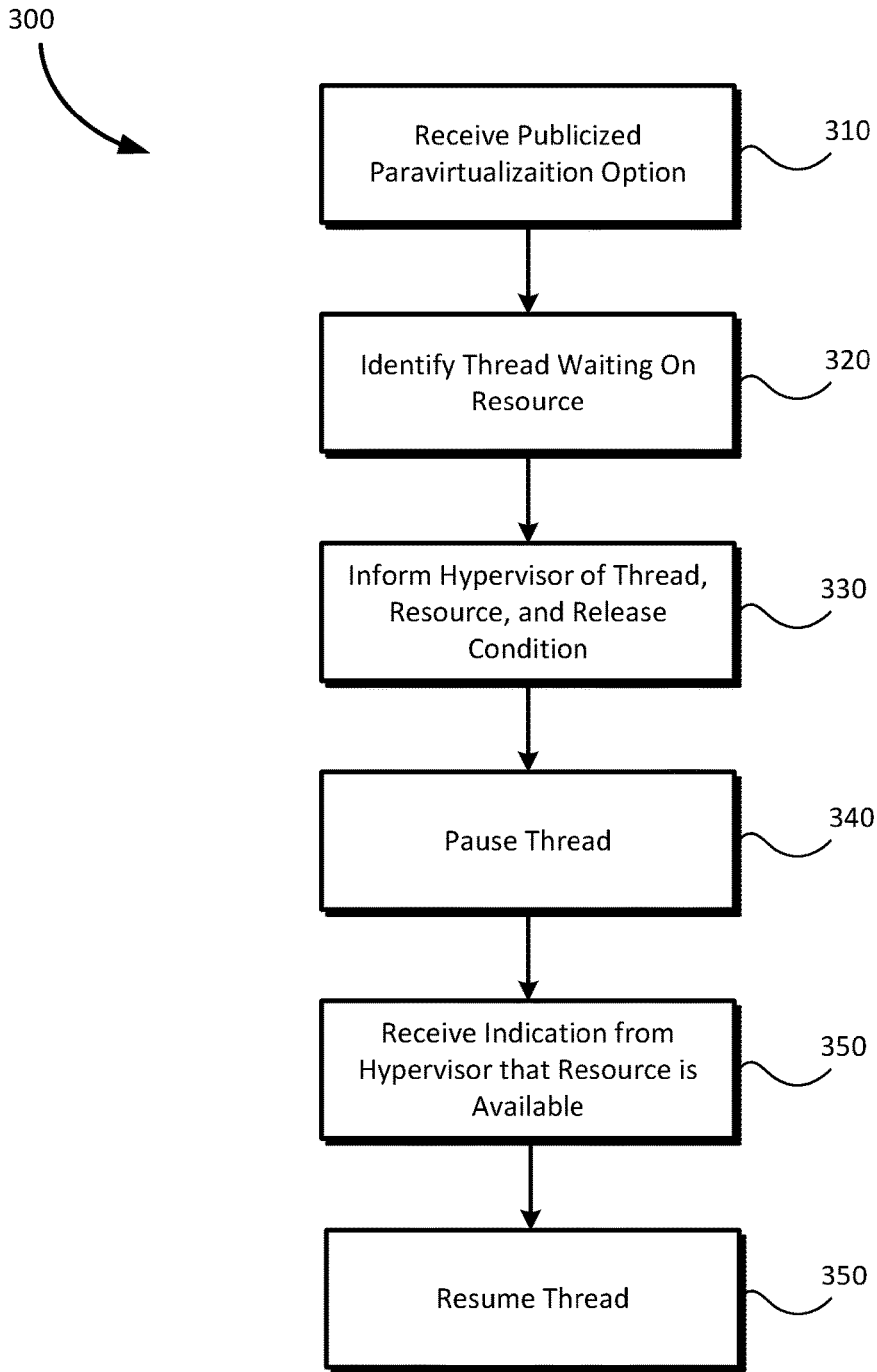 300
Receive Publicized
Paravirtualizaition Option
310
Identify Thread Waiting On
Resource
320
Inform Hypervisor of Thread,
Resource, and Release
Condition
330
Pause Thread
340
Receive Indication from
Hypervisor that Resource is
Available
350
Resume Thread
350